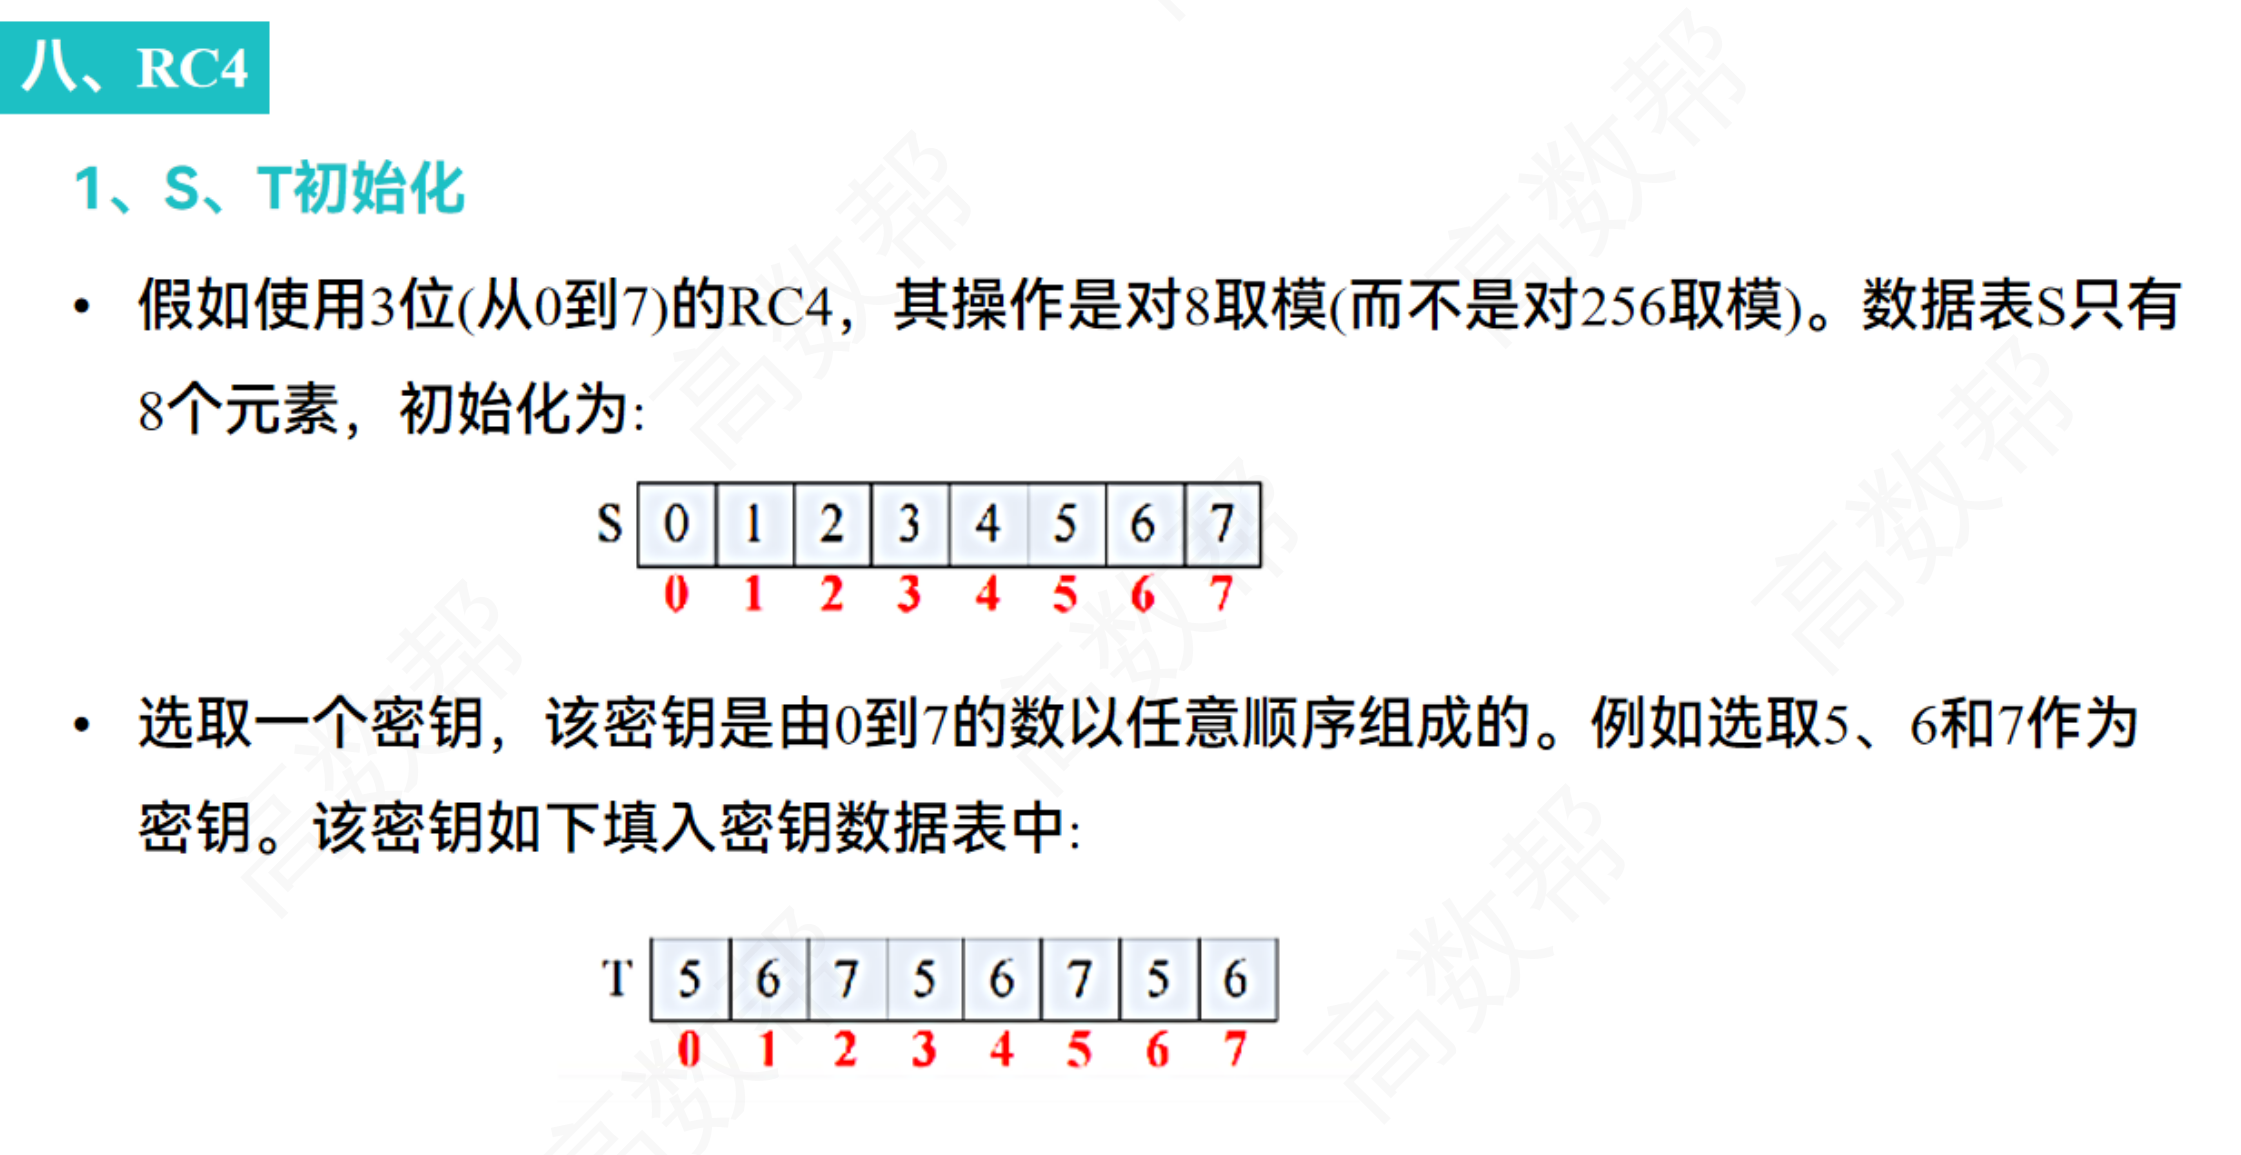 八、RC4
1、S、T初始化
• 假如使用3位(从0到7)的RC4，其操作是对8取模(而不是对256取模)。数据表S只有
8个元素，初始化为:
S 0 1 2 3 4 5 6 7
0 1 2 3 4 5 6 7
• 选取一个密钥，该密钥是由0到7的数以任意顺序组成的。例如选取5、6和7作为
密钥。该密钥如下填入密钥数据表中:
T 5 6 7 5 6 7 5 6
0 1 2 3 4 5 6 7
高数帮
高数帮
高数帮
高数帮
高数帮
高数帮
高数帮